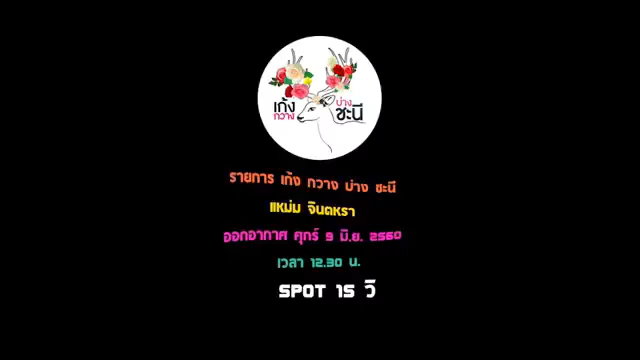 เก้ง
กวาง
บ่าง
ชะนี
รายการ เก้ง กวาง บ่าง ชะนี
แหม่ม จินตหรา
ออกอากาศ ศุกร์ 9 มิ.ย. 2560
เวลา 12.30 น.
SPOT 15 วิ